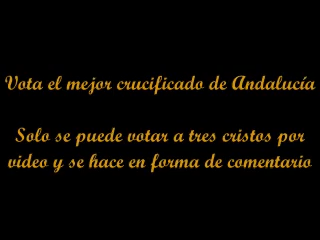 Vota el mejor crucificado de Andalucía
Solo se puede votar a tres cristos por
video y se hace en forma de comentario